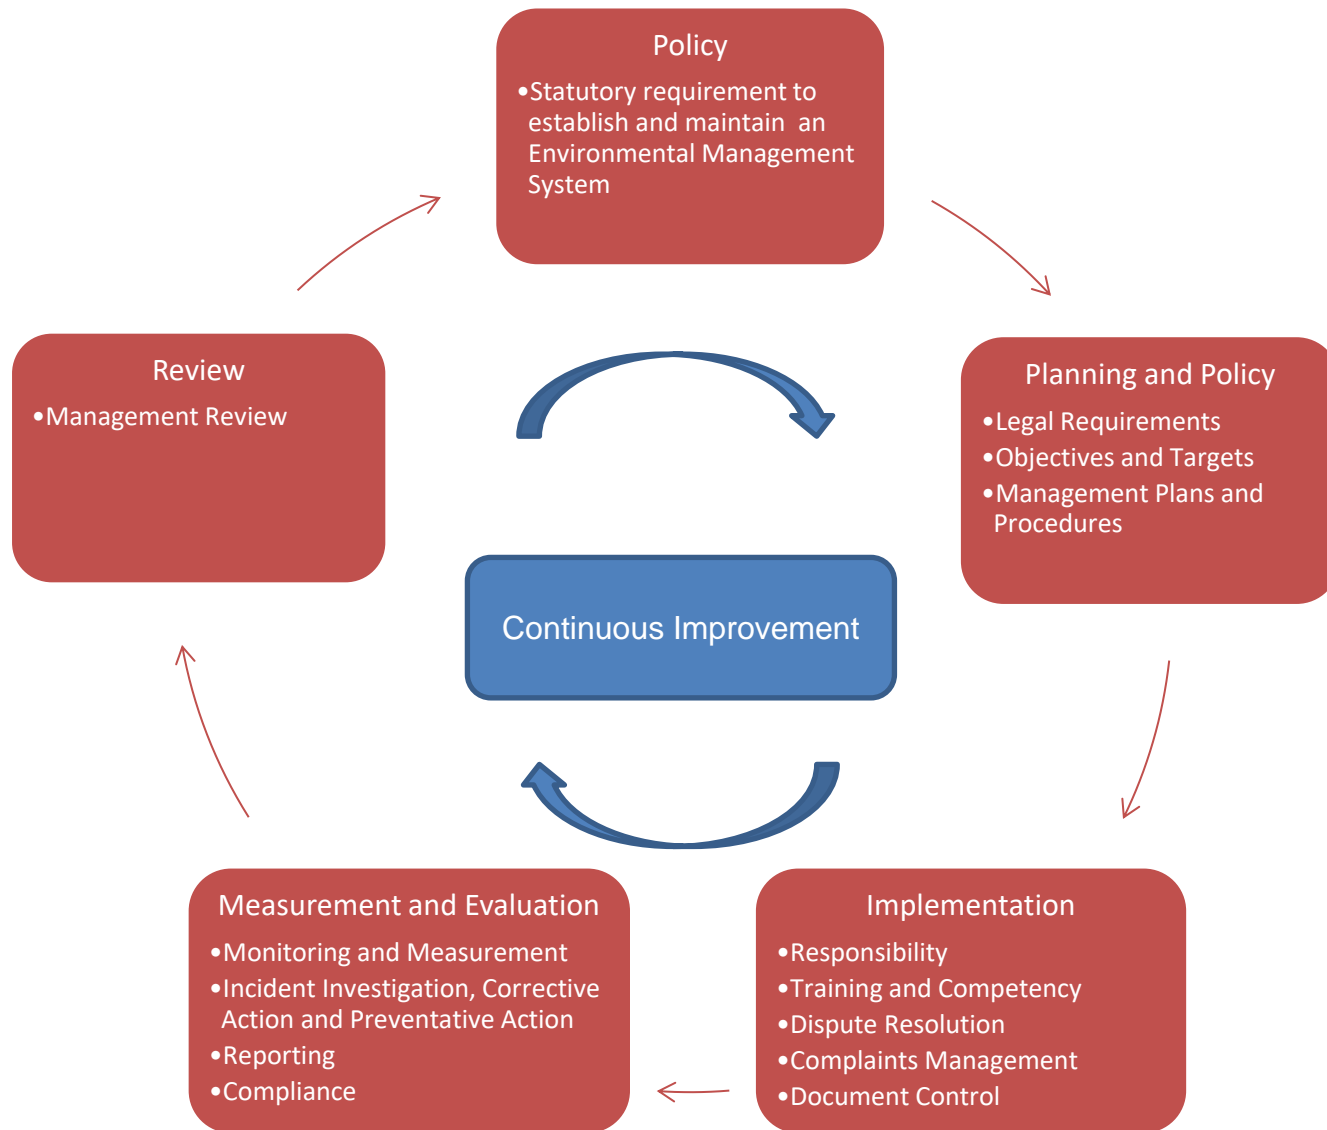 Policy
•Statutory requirement to
establish and maintain  an
Environmental Management
System
Review
•Management Review
Planning and Policy
•Legal Requirements
•Objectives and Targets
•Management Plans and
Procedures
Continuous Improvement
Measurement and Evaluation
•Monitoring and Measurement
•Incident Investigation, Corrective
Action and Preventative Action
•Reporting
•Compliance
Implementation
•Responsibility
•Training and Competency
•Dispute Resolution
•Complaints Management
•Document Control